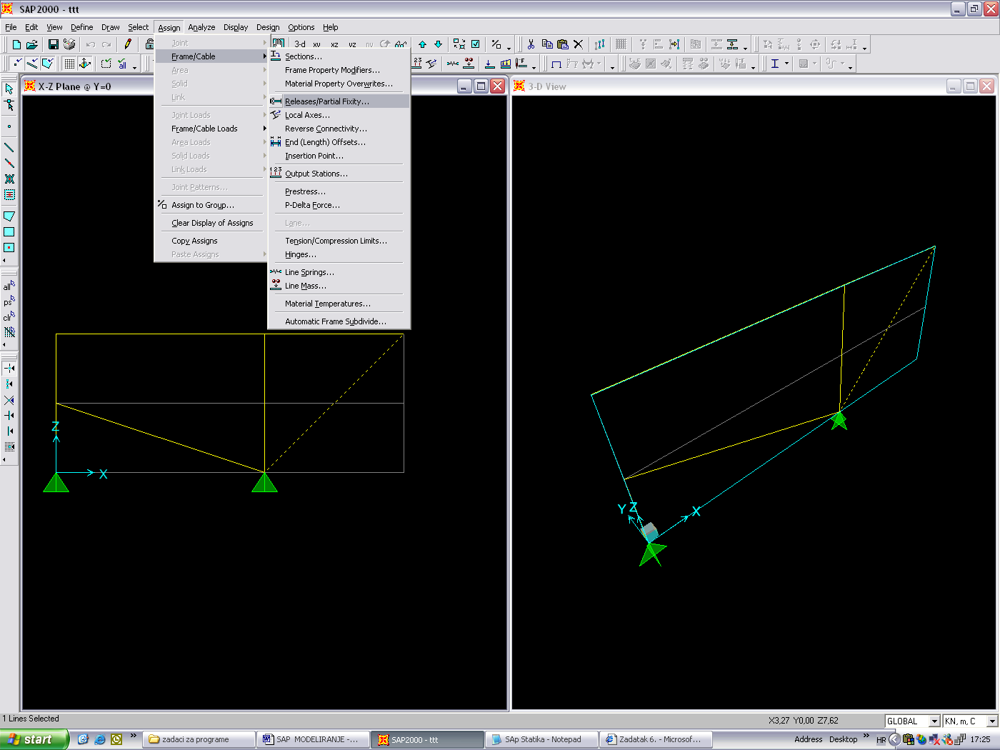 SAP2000 - ttt
File Edit View Define Draw Select Assign Analyze Display Design Options Help
3-d xy xz yz nv
all
X-Z Plane @ Y=0
3-D View
Joint
Frame/Cable
Area
Solid
Link
Joint Loads
Frame/Cable Loads
Area Loads
Solid Loads
Link Loads
Joint Patterns...
Assign to Group...
Clear Display of Assigns
Copy Assigns
Paste Assigns
Sections...
Frame Property Modifiers...
Material Property Overwrites...
Releases/Partial Fixity...
Local Axes...
Reverse Connectivity...
End (Length) Offsets...
Insertion Point...
Output Stations...
Prestress...
P-Delta Force...
Lane...
Tension/Compression Limits...
Hinges...
Line Springs...
Line Mass...
Material Temperatures...
Automatic Frame Subdivide...
all
ps
clr
Z
X
Y Z
X
1 Lines Selected
X3,27 Y0,00 Z7,62
GLOBAL
KN, m, C
start
zadaci za programe
SAP MODELIRANJE -...
SAP2000 - ttt
SAp Statika - Notepad
Zadatak 6. - Microsof...
Address
Desktop
HR
17:25